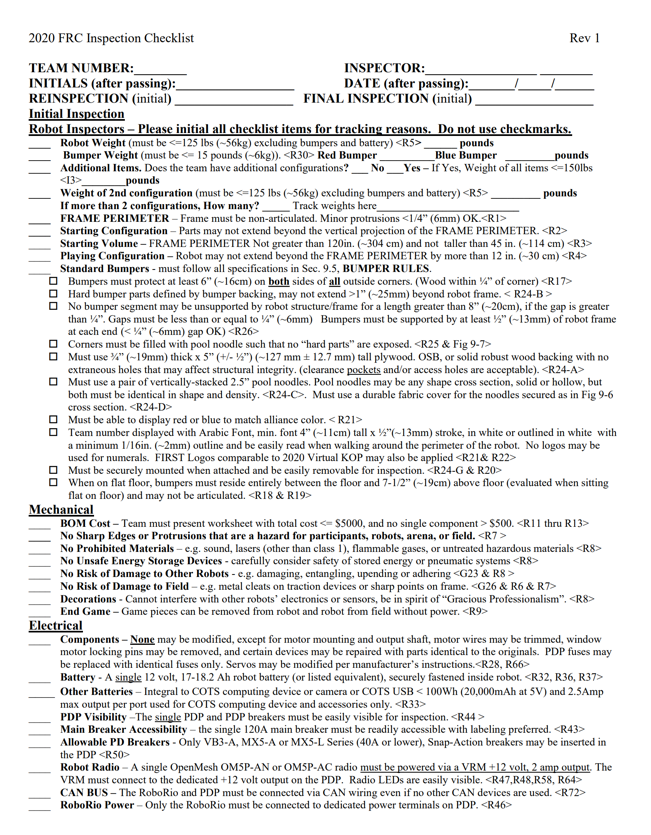 2020 FRC Inspection Checklist Rev 1
TEAM NUMBER:________ INSPECTOR:_________________ ________
INITIALS (after passing):__________________ DATE (after passing):_______/_____/______
REINSPECTION (initial) __________________ FINAL INSPECTION (initial) __________________
Initial Inspection
Robot Inspectors – Please initial all checklist items for tracking reasons. Do not use checkmarks.
____ Robot Weight (must be <=125 lbs (~56kg) excluding bumpers and battery) <R5> ______ pounds
____ Bumper Weight (must be <= 15 pounds (~6kg)). <R30> Red Bumper __________Blue Bumper _________pounds
____ Additional Items. Does the team have additional configurations? ___ No ___Yes – If Yes, Weight of all items <=150lbs
<I3>________pounds
____ Weight of 2nd configuration (must be <=125 lbs (~56kg) excluding bumpers and battery) <R5> _________ pounds
If more than 2 configurations, How many? _____ Track weights here__________________________
____ FRAME PERIMETER – Frame must be non-articulated. Minor protrusions <1/4" (6mm) OK.<R1>
____ Starting Configuration – Parts may not extend beyond the vertical projection of the FRAME PERIMETER. <R2>
____ Starting Volume – FRAME PERIMETER Not greater than 120in. (~304 cm) and not taller than 45 in. (~114 cm) <R3>
____ Playing Configuration – Robot may not extend beyond the FRAME PERIMETER by more than 12 in. (~30 cm) <R4>
____ Standard Bumpers - must follow all specifications in Sec. 9.5, BUMPER RULES.
☐ Bumpers must protect at least 6” (~16cm) on both sides of all outside corners. (Wood within ¼” of corner) <R17>
☐ Hard bumper parts defined by bumper backing, may not extend >1” (~25mm) beyond robot frame. < R24-B >
☐ No bumper segment may be unsupported by robot structure/frame for a length greater than 8” (~20cm), if the gap is greater
than ¼”. Gaps must be less than or equal to ¼” (~6mm) Bumpers must be supported by at least ½” (~13mm) of robot frame
at each end (< ¼” (~6mm) gap OK) <R26>
☐ Corners must be filled with pool noodle such that no “hard parts” are exposed. <R25 & Fig 9-7>
☐ Must use ¾” (~19mm) thick x 5” (+/- ½”) (~127 mm ± 12.7 mm) tall plywood. OSB, or solid robust wood backing with no
extraneous holes that may affect structural integrity. (clearance pockets and/or access holes are acceptable). <R24-A>
☐ Must use a pair of vertically-stacked 2.5” pool noodles. Pool noodles may be any shape cross section, solid or hollow, but
both must be identical in shape and density. <R24-C>. Must use a durable fabric cover for the noodles secured as in Fig 9-6
cross section. <R24-D>
☐ Must be able to display red or blue to match alliance color. < R21>
☐ Team number displayed with Arabic Font, min. font 4” (~11cm) tall x ½”(~13mm) stroke, in white or outlined in white with
a minimum 1/16in. (~2mm) outline and be easily read when walking around the perimeter of the robot. No logos may be
used for numerals. FIRST Logos comparable to 2020 Virtual KOP may also be applied <R21& R22>
☐ Must be securely mounted when attached and be easily removable for inspection. <R24-G & R20>
☐ When on flat floor, bumpers must reside entirely between the floor and 7-1/2” (~19cm) above floor (evaluated when sitting
flat on floor) and may not be articulated. <R18 & R19>
Mechanical
____ BOM Cost – Team must present worksheet with total cost <= $5000, and no single component > $500. <R11 thru R13>
____ No Sharp Edges or Protrusions that are a hazard for participants, robots, arena, or field. <R7 >
____ No Prohibited Materials – e.g. sound, lasers (other than class 1), flammable gases, or untreated hazardous materials <R8>
____ No Unsafe Energy Storage Devices - carefully consider safety of stored energy or pneumatic systems <R8>
____ No Risk of Damage to Other Robots - e.g. damaging, entangling, upending or adhering <G23 & R8 >
____ No Risk of Damage to Field – e.g. metal cleats on traction devices or sharp points on frame. <G26 & R6 & R7>
____ Decorations - Cannot interfere with other robots’ electronics or sensors, be in spirit of “Gracious Professionalism”. <R8>
____ End Game – Game pieces can be removed from robot and robot from field without power. <R9>
Electrical
____ Components – None may be modified, except for motor mounting and output shaft, motor wires may be trimmed, window
motor locking pins may be removed, and certain devices may be repaired with parts identical to the originals. PDP fuses may
be replaced with identical fuses only. Servos may be modified per manufacturer’s instructions.<R28, R66>
____ Battery - A single 12 volt, 17-18.2 Ah robot battery (or listed equivalent), securely fastened inside robot. <R32, R36, R37>
____ Other Batteries – Integral to COTS computing device or camera or COTS USB < 100Wh (20,000mAh at 5V) and 2.5Amp
max output per port used for COTS computing device and accessories only. <R33>
____ PDP Visibility –The single PDP and PDP breakers must be easily visible for inspection. <R44 >
____ Main Breaker Accessibility – the single 120A main breaker must be readily accessible with labeling preferred. <R43>
____ Allowable PD Breakers - Only VB3-A, MX5-A or MX5-L Series (40A or lower), Snap-Action breakers may be inserted in
the PDP <R50>
____ Robot Radio – A single OpenMesh OM5P-AN or OM5P-AC radio must be powered via a VRM +12 volt, 2 amp output. The
VRM must connect to the dedicated +12 volt output on the PDP. Radio LEDs are easily visible. <R47,R48,R58, R64>
____ CAN BUS – The RoboRio and PDP must be connected via CAN wiring even if no other CAN devices are used. <R72>
____ RoboRio Power – Only the RoboRio must be connected to dedicated power terminals on PDP. <R46>